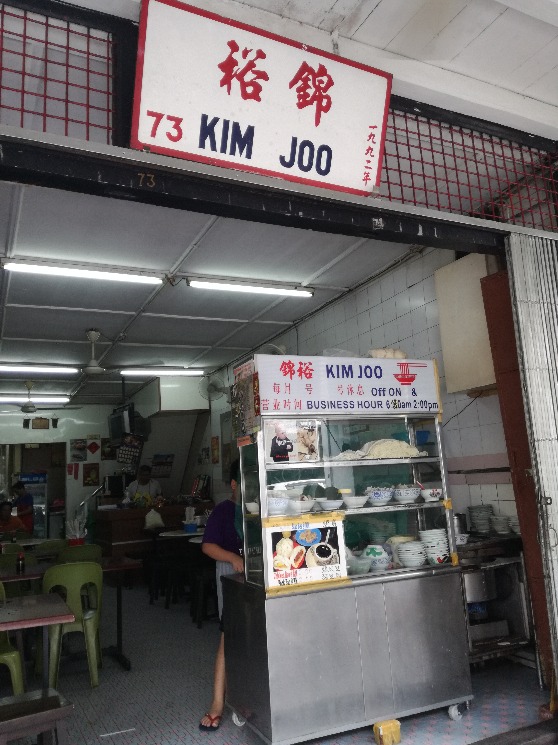 裕錦
73 KIM JOO
一九九二年
73
錦裕 KIM JOO
每月 号 号休息 Off ON &
营业时间 BUSINESS HOUR 6:30am 2:00pm